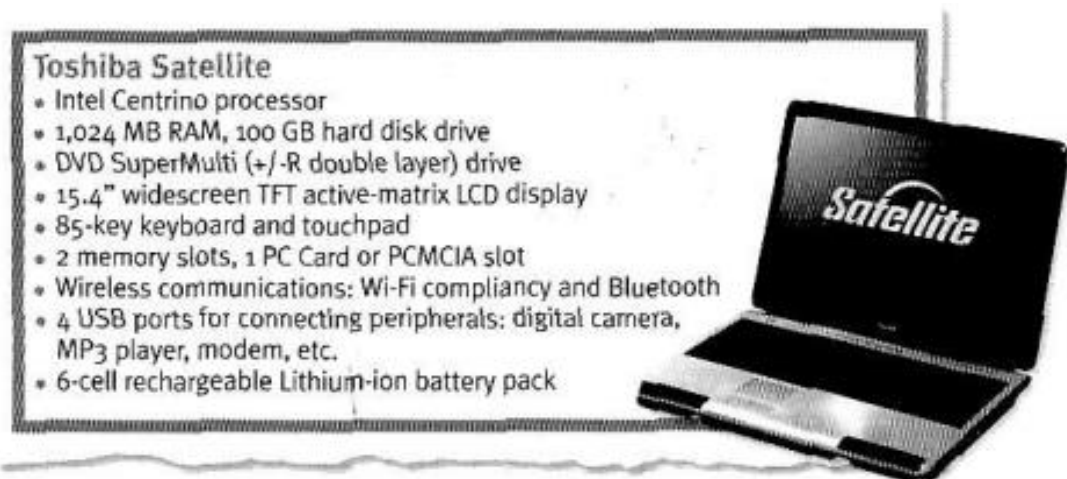 Toshiba Satellite
• Intel Centrino processor
• 1,024 MB RAM, 100 GB hard disk drive
• DVD SuperMulti (+/-R double layer) drive
• 15.4" widescreen TFT active-matrix LCD display
• 85-key keyboard and touchpad
• 2 memory slots, 1 PC Card or PCMCIA slot
• Wireless communications: Wi-Fi compliancy and Bluetooth
• 4 USB ports for connecting peripherals: digital camera,
MP3 player, modem, etc.
• 6-cell rechargeable Lithium-ion battery pack
Satellite